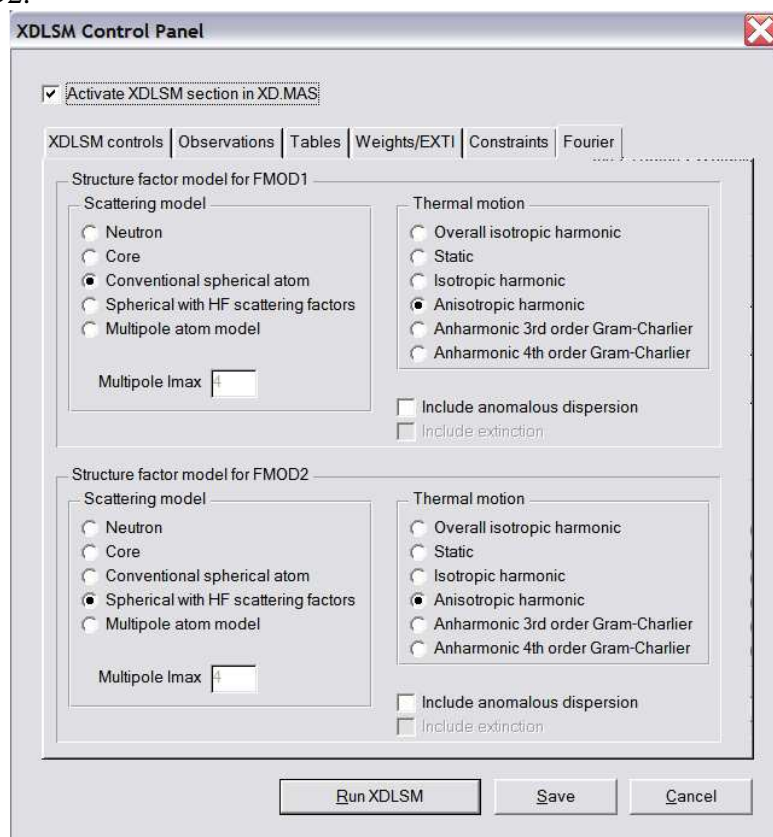 XDLSM Control Panel
Activate XDLSM section in XD.MAS
XDLSM controls Observations Tables Weights/EXTI Constraints Fourier
Structure factor model for FMOD1
Scattering model
Neutron
Core
Conventional spherical atom
Spherical with HF scattering factors
Multipole atom model
Multipole lmax 4
Thermal motion
Overall isotropic harmonic
Static
Isotropic harmonic
Anisotropic harmonic
Anharmonic 3rd order Gram-Charlier
Anharmonic 4th order Gram-Charlier
Include anomalous dispersion
Include extinction
Structure factor model for FMOD2
Scattering model
Neutron
Core
Conventional spherical atom
Spherical with HF scattering factors
Multipole atom model
Multipole lmax 4
Thermal motion
Overall isotropic harmonic
Static
Isotropic harmonic
Anisotropic harmonic
Anharmonic 3rd order Gram-Charlier
Anharmonic 4th order Gram-Charlier
Include anomalous dispersion
Include extinction
Run XDLSM Save Cancel